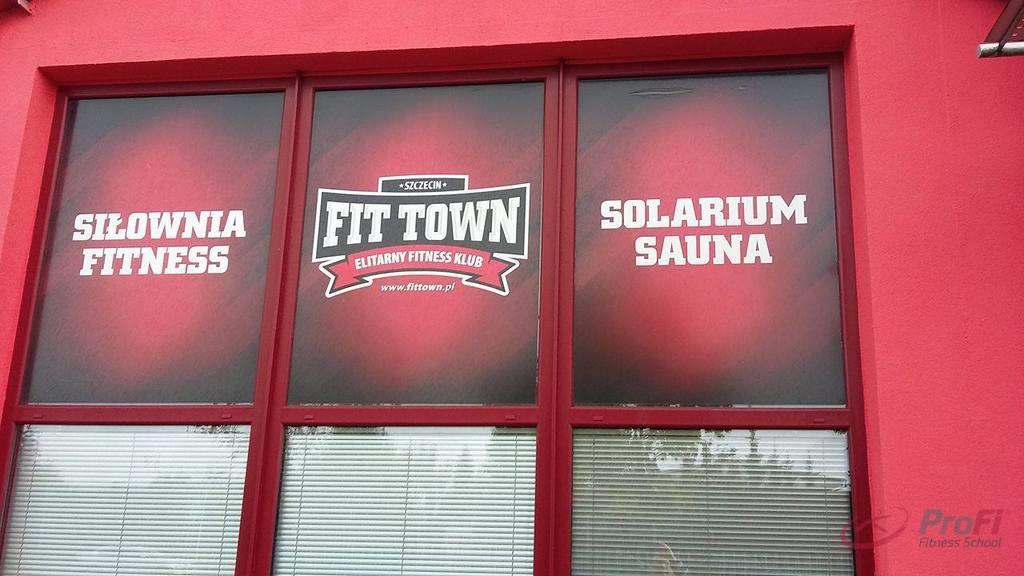 SIŁOWNIA
FITNESS
★ SZCZECIN ★
FIT TOWN
ELITARNY FITNESS KLUB
www.fittown.pl
SOLARIUM
SAUNA
ProFi
Fitness School